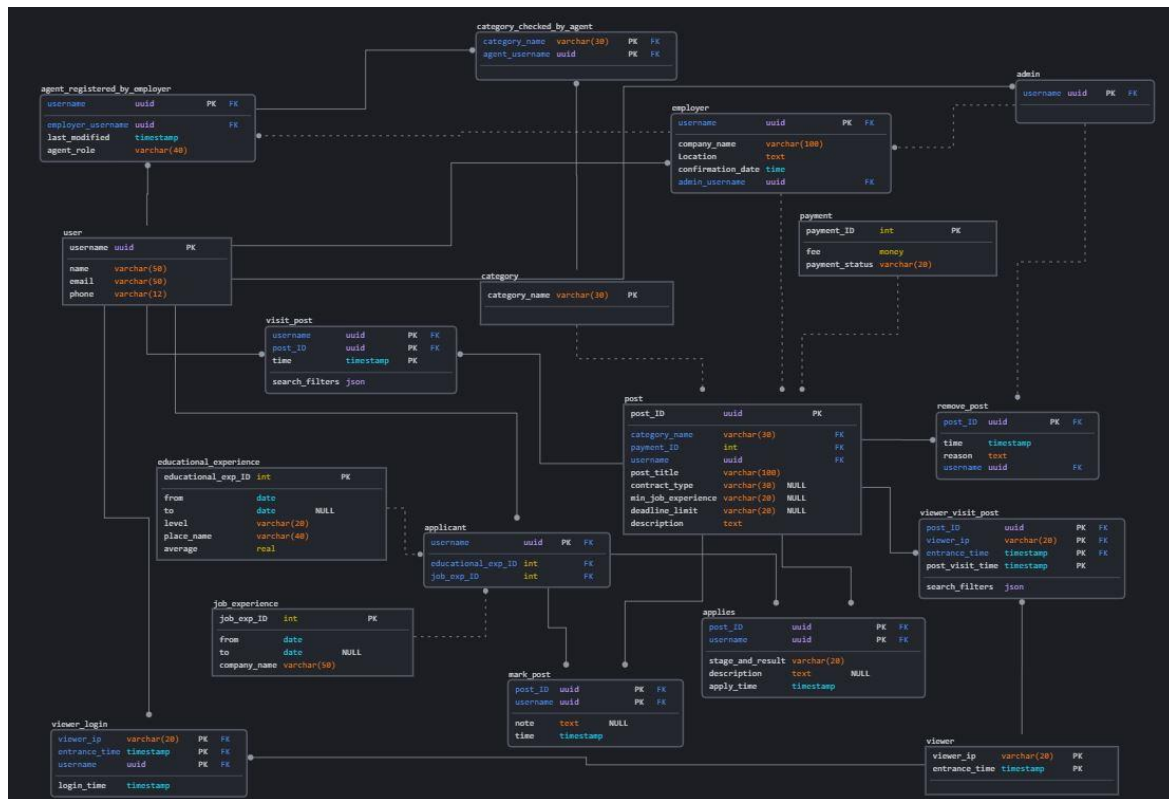 category_checked_by_agent
category_name varchar(30) PK FK
agent_username uuid PK FK
agent_registered_by_employer
username uuid PK FK
employer_username uuid FK
last_modified timestamp
agent_role varchar(40)
admin
username uuid PK FK
employer
username uuid PK FK
company_name varchar(100)
Location text
confirmation_date time
admin_username uuid FK
user
username uuid PK
name varchar(50)
email varchar(50)
phone varchar(12)
payment
payment_ID int PK
fee money
payment_status varchar(20)
category
category_name varchar(30) PK
visit_post
username uuid PK FK
post_ID uuid PK FK
time timestamp PK
search_filters json
post
post_ID uuid PK
category_name varchar(30) FK
payment_ID int FK
username uuid FK
post_title varchar(100)
contract_type varchar(30) NULL
min_job_experience varchar(20) NULL
deadline_limit varchar(20) NULL
description text
remove_post
post_ID uuid PK FK
time timestamp
reason text
username uuid FK
educational_experience
educational_exp_ID int PK
from date
to date NULL
level varchar(20)
place_name varchar(40)
average real
applicant
username uuid PK FK
educational_exp_ID int FK
job_exp_ID int FK
viewer_visit_post
post_ID uuid PK FK
viewer_ip varchar(20) PK FK
entrance_time timestamp PK FK
post_visit_time timestamp PK
search_filters json
job_experience
job_exp_ID int PK
from date
to date NULL
company_name varchar(50)
applies
post_ID uuid PK FK
username uuid PK FK
stage_and_result varchar(20)
description text NULL
apply_time timestamp
mark_post
post_ID uuid PK FK
username uuid PK FK
note text NULL
time timestamp
viewer_login
viewer_ip varchar(20) PK FK
entrance_time timestamp PK FK
username uuid PK FK
login_time timestamp
viewer
viewer_ip varchar(20) PK
entrance_time timestamp PK